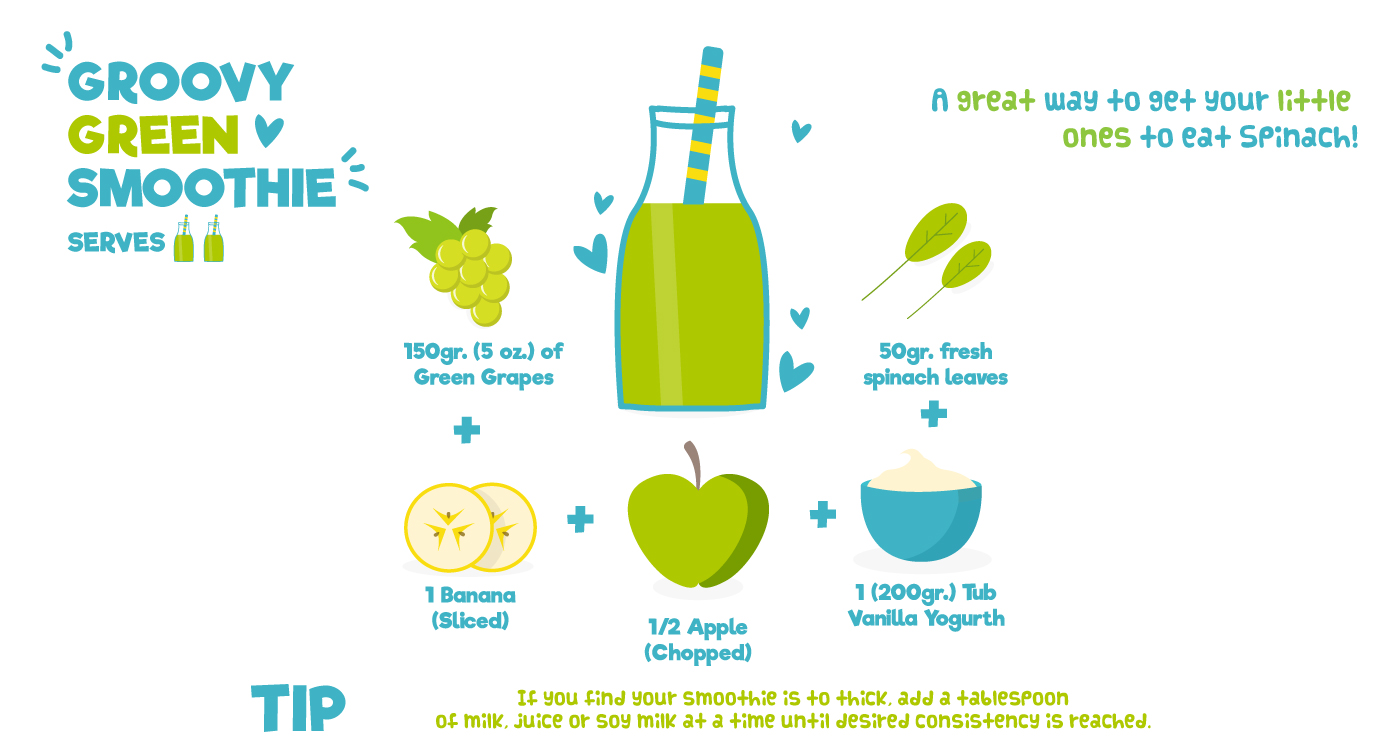 GROOVY
GREEN
SMOOTHIE
SERVES
A great way to get your little
ones to eat Spinach!
150gr. (5 oz.) of
Green Grapes
50gr. fresh
spinach leaves
+
+
+
+
1 Banana
(Sliced)
1/2 Apple
(Chopped)
1 (200gr.) Tub
Vanilla Yogurth
TIP
If you find your smoothie is to thick, add a tablespoon
of milk, juice or soy milk at a time until desired consistency is reached.